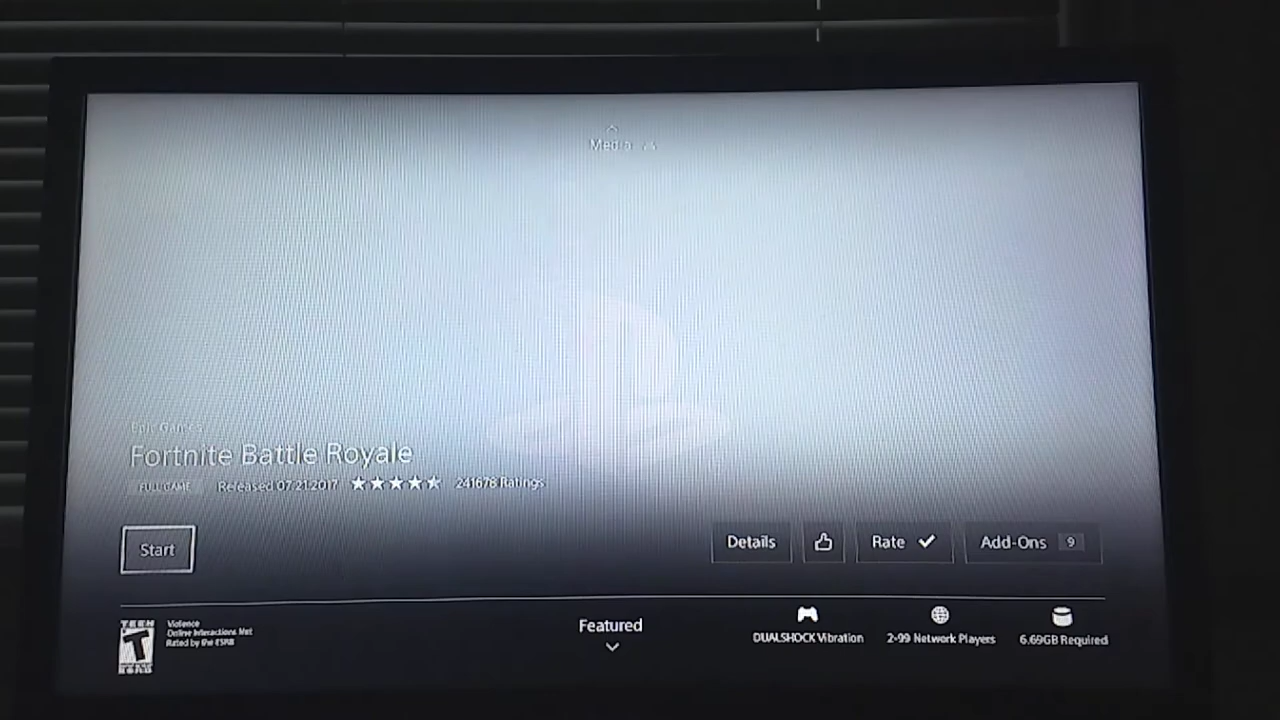 Media
Epic Games
Fortnite Battle Royale
FULL GAME Released 07.21.2017 241678 Ratings
Start
Details
Rate
Add-Ons 9
TEEN
T
ESRB
Violence
Online Interactions Not
Rated by the ESRB
Featured
DUALSHOCK Vibration
2-99 Network Players
6.69GB Required